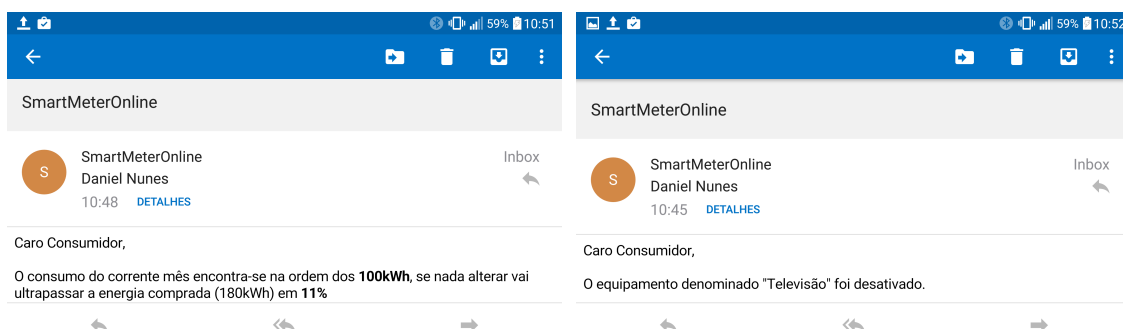 59% 10:51
SmartMeterOnline
S
SmartMeterOnline
Inbox
Daniel Nunes
10:48 DETALHES
Caro Consumidor,
O consumo do corrente mês encontra-se na ordem dos 100kWh, se nada alterar vai
ultrapassar a energia comprada (180kWh) em 11%
59% 10:52
SmartMeterOnline
S
SmartMeterOnline
Inbox
Daniel Nunes
10:45 DETALHES
Caro Consumidor,
O equipamento denominado "Televisão" foi desativado.